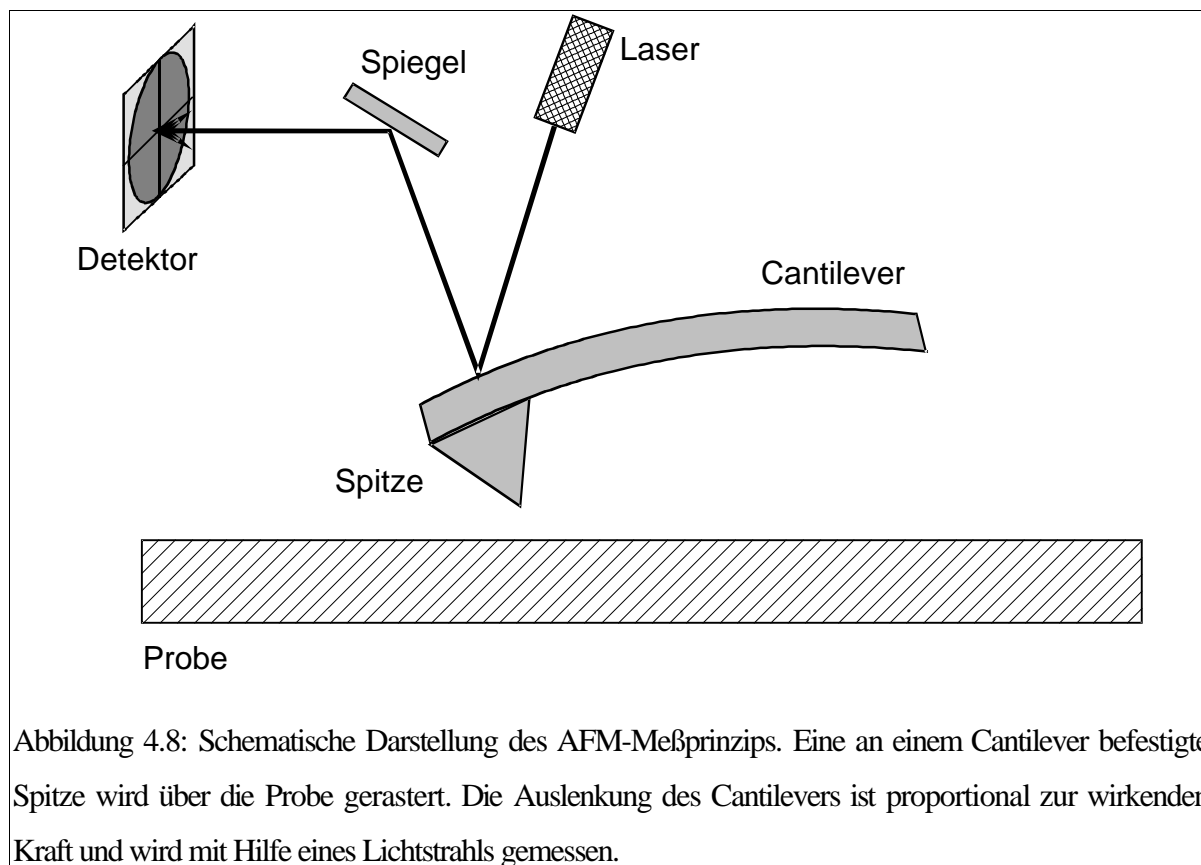 Laser
Spiegel
Detektor
Cantilever
Spitze
Probe
Abbildung 4.8: Schematische Darstellung des AFM-Meßprinzips. Eine an einem Cantilever befestigte
Spitze wird über die Probe gerastert. Die Auslenkung des Cantilevers ist proportional zur wirkenden
Kraft und wird mit Hilfe eines Lichtstrahls gemessen.